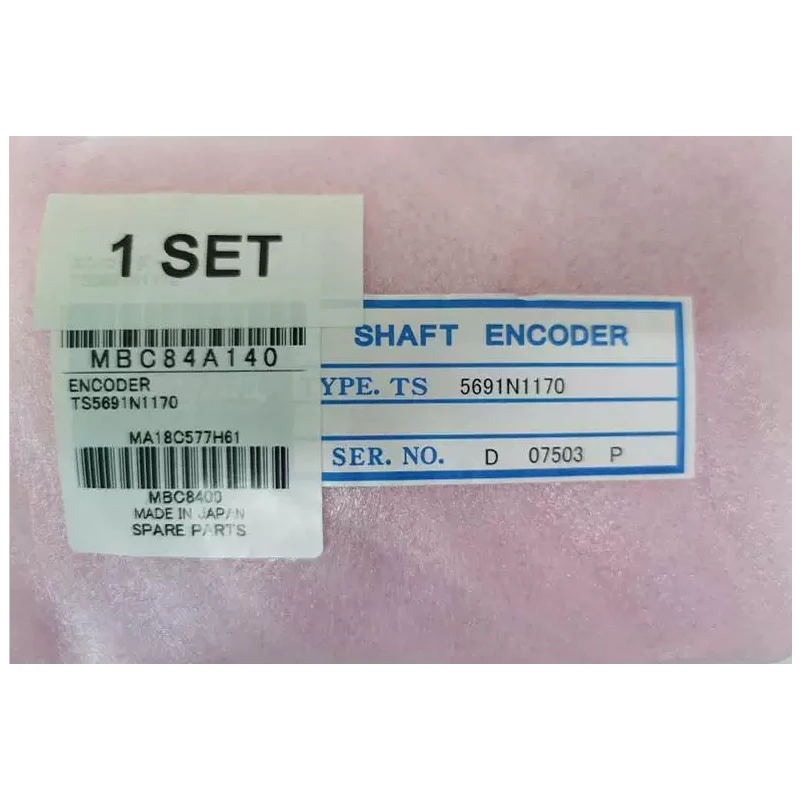 1 SET
MBC84A140
ENCODER
TS5691N1170
MA18C577H61
MBC8400
MADE IN JAPAN
SPARE PARTS
SHAFT ENCODER
TYPE. TS 5691N1170
SER. NO. D 07503 P